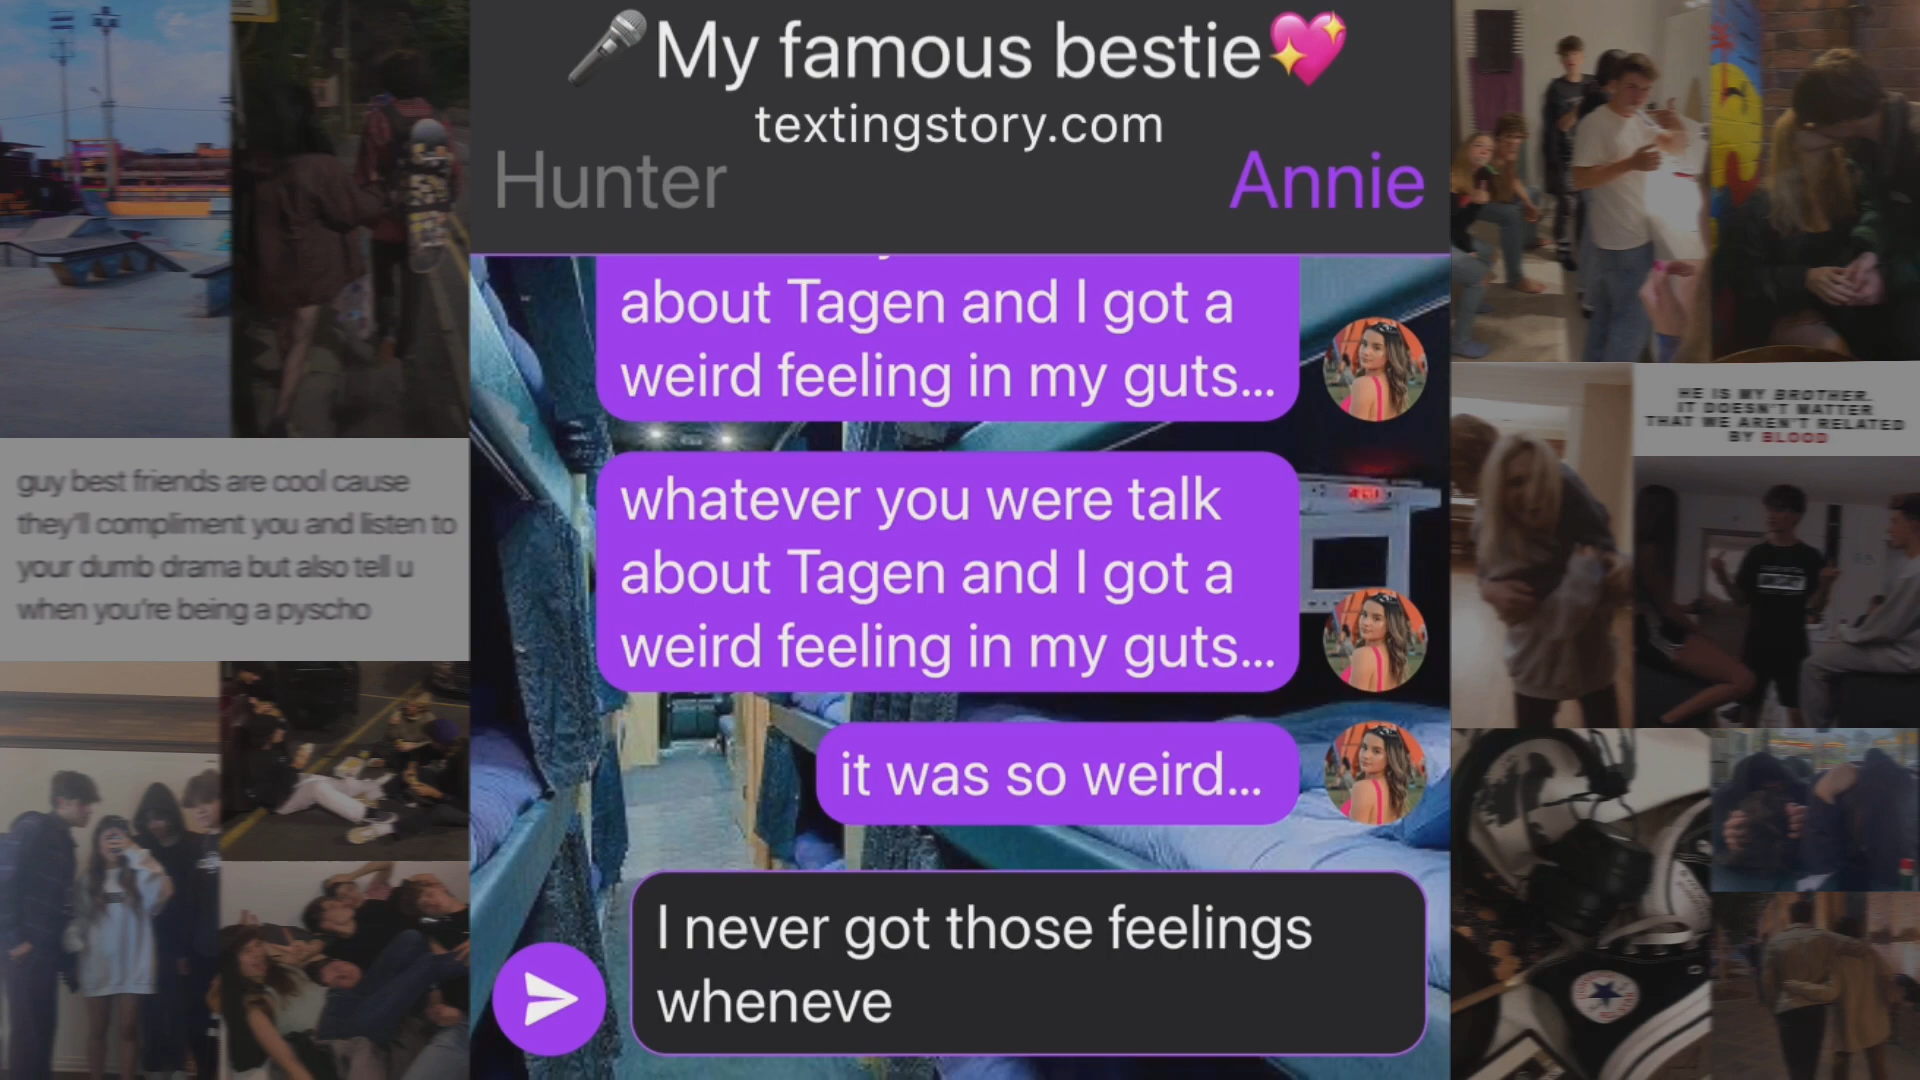 My famous bestie
textingstory.com
Hunter
Annie
about Tagen and I got a
weird feeling in my guts...
whatever you were talk
about Tagen and I got a
weird feeling in my guts...
it was so weird...
I never got those feelings
wheneve
guy best friends are cool cause
they'll compliment you and listen to
your dumb drama but also tell u
when you're being a pyscho
HE IS MY BROTHER.
IT DOESN'T MATTER
THAT WE AREN'T RELATED
BY BLOOD